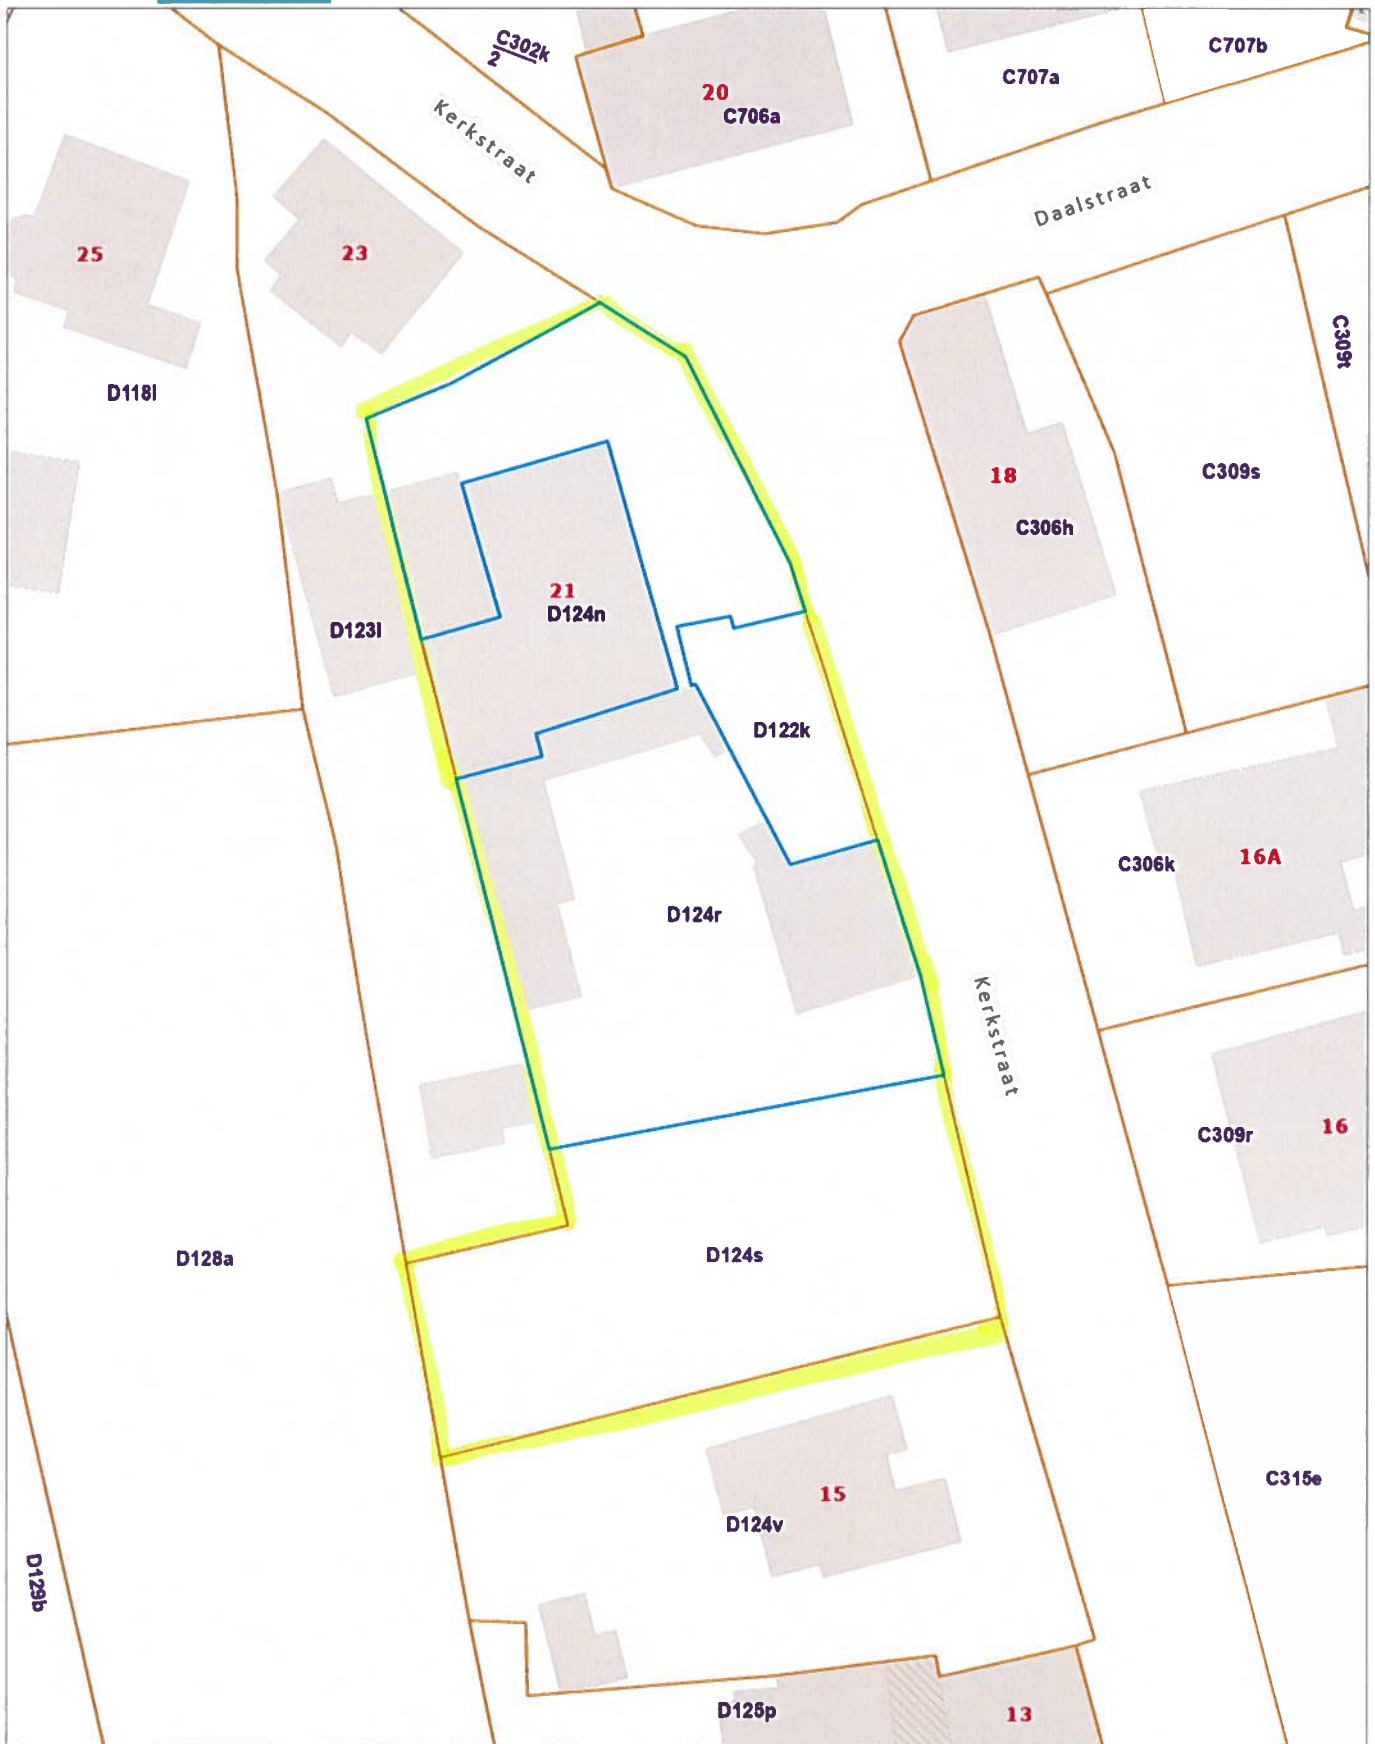 C302k
2
20
C706a
C707a
C707b
Kerkstraat
Daalstraat
25
23
D118l
C309t
18
C306h
C309s
21
D124n
D123l
D122k
C306k
16A
D124r
Kerkstraat
C309r
16
D128a
D124s
C315e
15
D124v
D129b
D125p
13